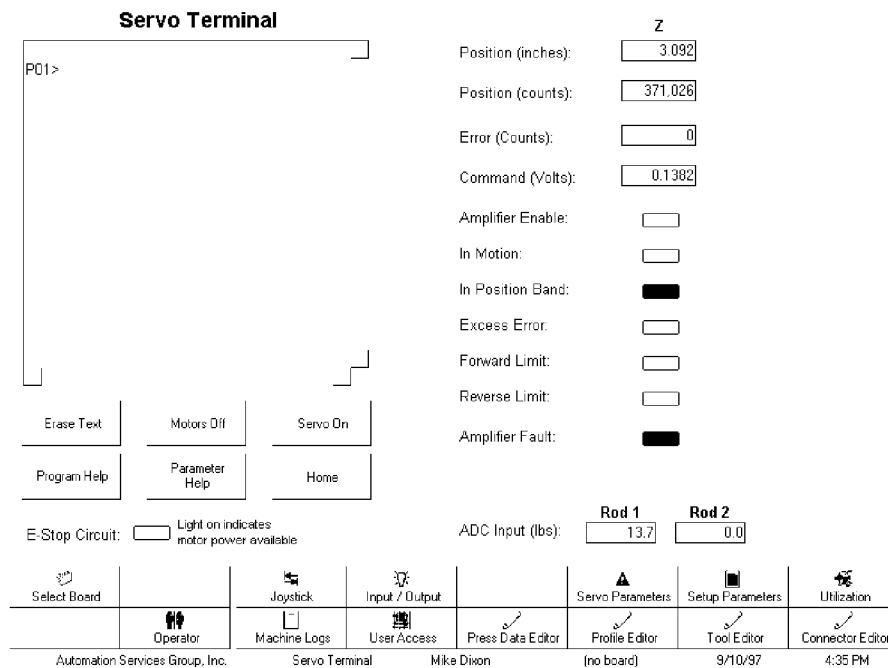 Servo Terminal
Z
P01>
Position (inches): 3.092
Position (counts): 371,026
Error (Counts): 0
Command (Volts): 0.1382
Amplifier Enable:
In Motion:
In Position Band:
Excess Error:
Forward Limit:
Reverse Limit:
Amplifier Fault:
Erase Text Motors Off Servo On
Program Help Parameter Help Home
E-Stop Circuit: Light on indicates
motor power available
Rod 1 Rod 2
ADC Input (lbs): 13.7 0.0
Select Board Joystick Input / Output Servo Parameters Setup Parameters Utilization
Operator Machine Logs User Access Press Data Editor Profile Editor Tool Editor Connector Editor
Automation Services Group, Inc. Servo Terminal Mike Dixon (no board) 9/10/97 4:35 PM